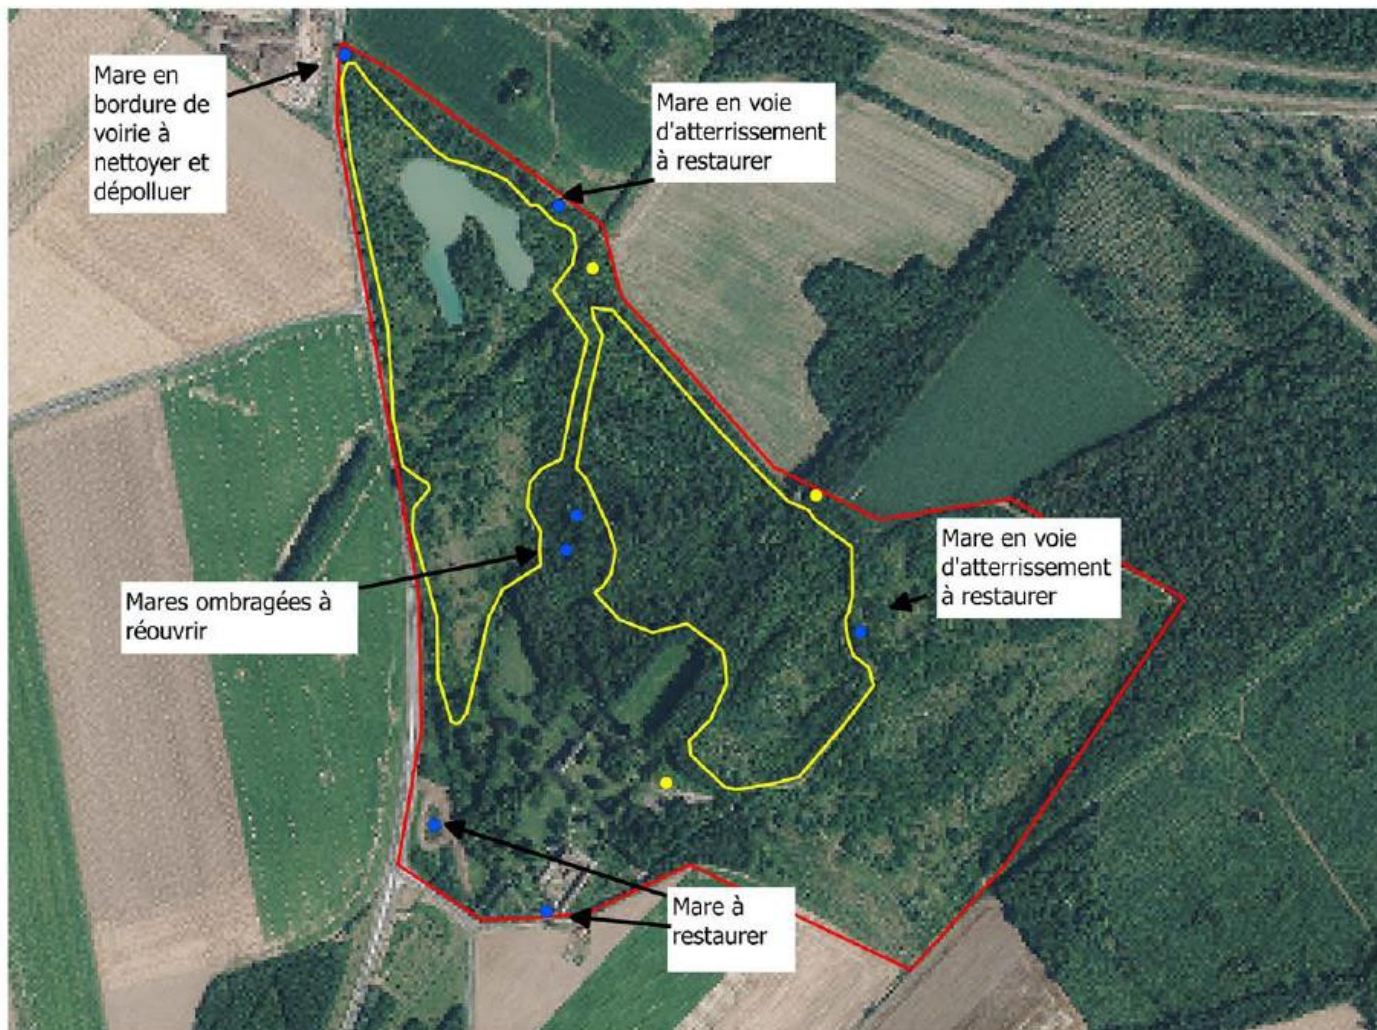 Mare en
bordure de
voirie à
nettoyer et
dépolluer
Mare en voie
d'atterrissement
à restaurer
Mare en voie
d'atterrissement
à restaurer
Mares ombragées à
réouvrir
Mare à
restaurer